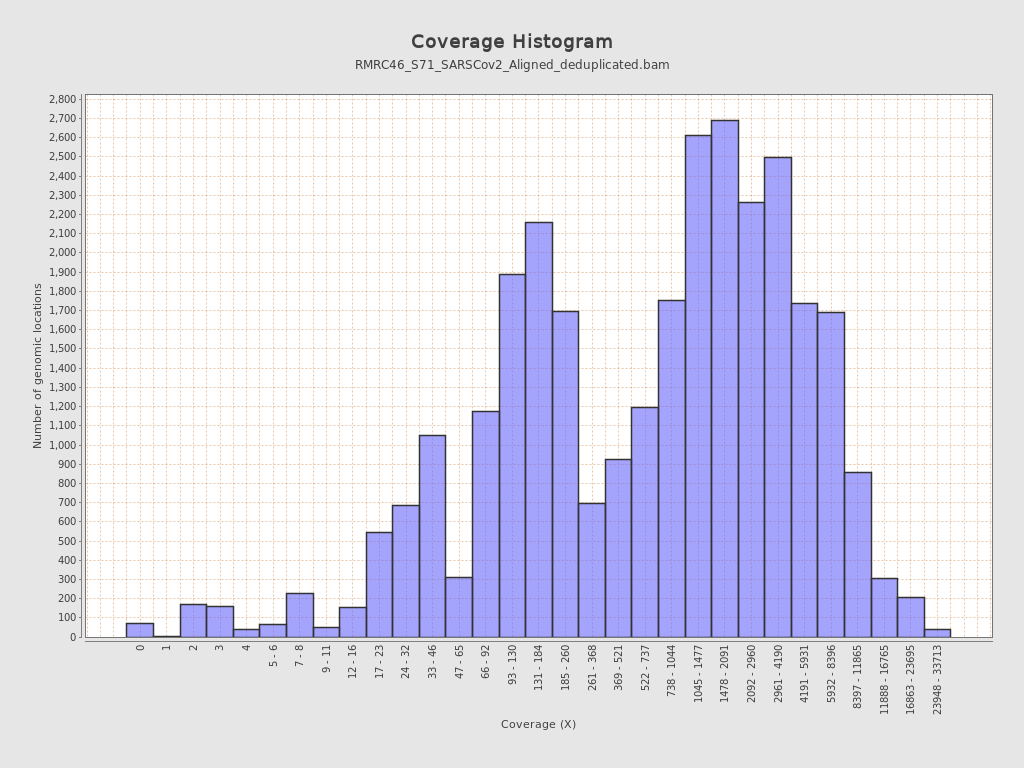 Coverage Histogram
RMRC46_S71_SARSCov2_Aligned_deduplicated.bam
Number of genomic locations
2,800
2,700
2,600
2,500
2,400
2,300
2,200
2,100
2,000
1,900
1,800
1,700
1,600
1,500
1,400
1,300
1,200
1,100
1,000
900
800
700
600
500
400
300
200
100
0
0
1
2
3
4
5 - 6
7 - 8
9 - 11
12 - 16
17 - 23
24 - 32
33 - 46
47 - 65
66 - 92
93 - 130
131 - 184
185 - 260
261 - 368
369 - 521
522 - 737
738 - 1044
1045 - 1477
1478 - 2091
2092 - 2960
2961 - 4190
4191 - 5931
5932 - 8396
8397 - 11865
11888 - 16765
16863 - 23695
23948 - 33713
Coverage (X)